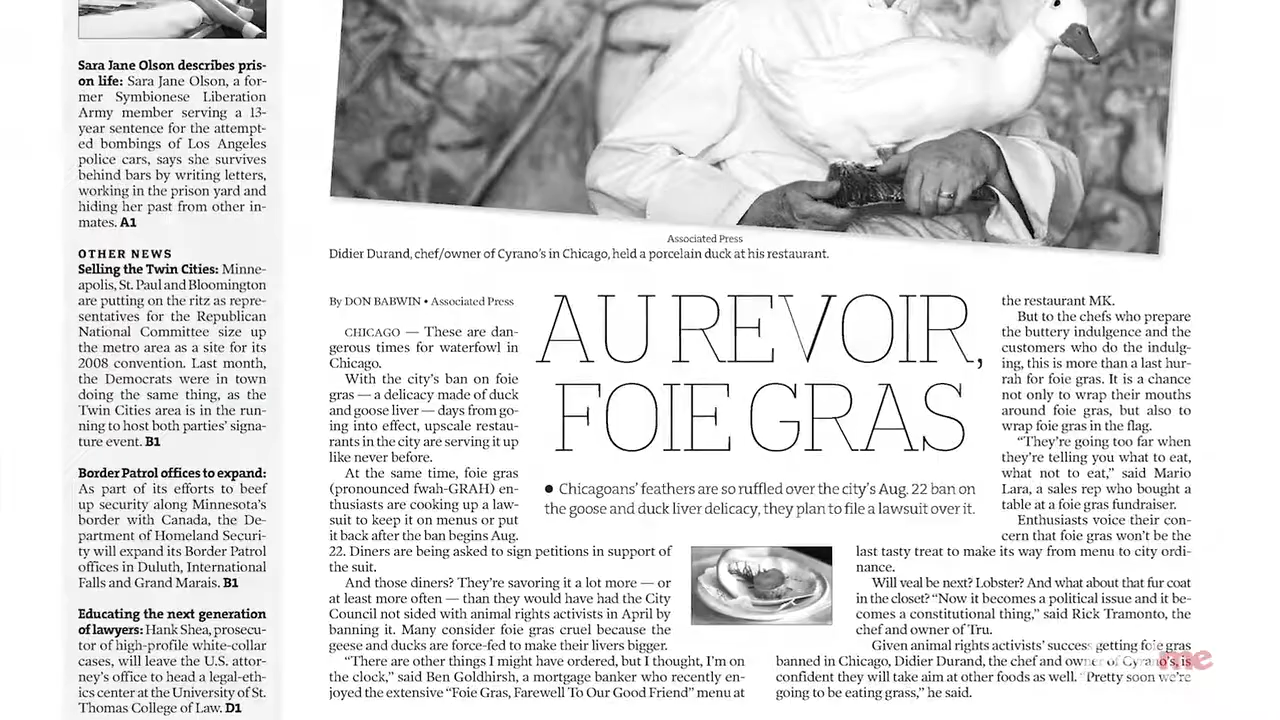 Sara Jane Olson describes pris-
on life: Sara Jane Olson, a for-
mer Symbionese Liberation
Army member serving a 13-
year sentence for the attempt-
ed bombings of Los Angeles
police cars, says she survives
behind bars by writing letters,
working in the prison yard and
hiding her past from other in-
mates. A1
OTHER NEWS
Selling the Twin Cities: Minne-
apolis, St. Paul and Bloomington
are putting on the ritz as repre-
sentatives for the Republican
National Committee size up
the metro area as a site for its
2008 convention. Last month,
the Democrats were in town
doing the same thing, as the
Twin Cities area is in the run-
ning to host both parties' signa-
ture event. B1
Border Patrol offices to expand:
As part of its efforts to beef
up security along Minnesota's
border with Canada, the De-
partment of Homeland Securi-
ty will expand its Border Patrol
offices in Duluth, International
Falls and Grand Marais. B1
Educating the next generation
of lawyers: Hank Shea, prosecu-
tor of high-profile white-collar
cases, will leave the U.S. attor-
ney's office to head a legal-eth-
ics center at the University of St.
Thomas College of Law. D1
Associated Press
Didier Durand, chef/owner of Cyrano's in Chicago, held a porcelain duck at his restaurant.
AU REVOIR,
FOIE GRAS
• Chicagoans' feathers are so ruffled over the city's Aug. 22 ban on
the goose and duck liver delicacy, they plan to file a lawsuit over it.
By DON BABWIN • Associated Press
CHICAGO — These are dan-
gerous times for waterfowl in
Chicago.
With the city's ban on foie
gras — a delicacy made of duck
and goose liver — days from go-
ing into effect, upscale restau-
rants in the city are serving it up
like never before.
At the same time, foie gras
(pronounced fwah-GRAH) en-
thusiasts are cooking up a law-
suit to keep it on menus or put
it back after the ban begins Aug.
22. Diners are being asked to sign petitions in support of
the suit.
And those diners? They're savoring it a lot more — or
at least more often — than they would have had the City
Council not sided with animal rights activists in April by
banning it. Many consider foie gras cruel because the
geese and ducks are force-fed to make their livers bigger.
"There are other things I might have ordered, but I thought, I'm on
the clock," said Ben Goldhirsh, a mortgage banker who recently en-
joyed the extensive "Foie Gras, Farewell To Our Good Friend" menu at
the restaurant MK.
But to the chefs who prepare
the buttery indulgence and the
customers who do the indulg-
ing, this is more than a last hur-
rah for foie gras. It is a chance
not only to wrap their mouths
around foie gras, but also to
wrap foie gras in the flag.
"They're going too far when
they're telling you what to eat,
what not to eat," said Mario
Lara, a sales rep who bought a
table at a foie gras fundraiser.
Enthusiasts voice their con-
cern that foie gras won't be the
last tasty treat to make its way from menu to city ordi-
nance.
Will veal be next? Lobster? And what about that fur coat
in the closet? "Now it becomes a political issue and it be-
comes a constitutional thing," said Rick Tramonto, the
chef and owner of Tru.
Given animal rights activists' success getting foie gras
banned in Chicago, Didier Durand, the chef and owner of Cyrano's, is
confident they will take aim at other foods as well. "Pretty soon we're
going to be eating grass," he said.
me